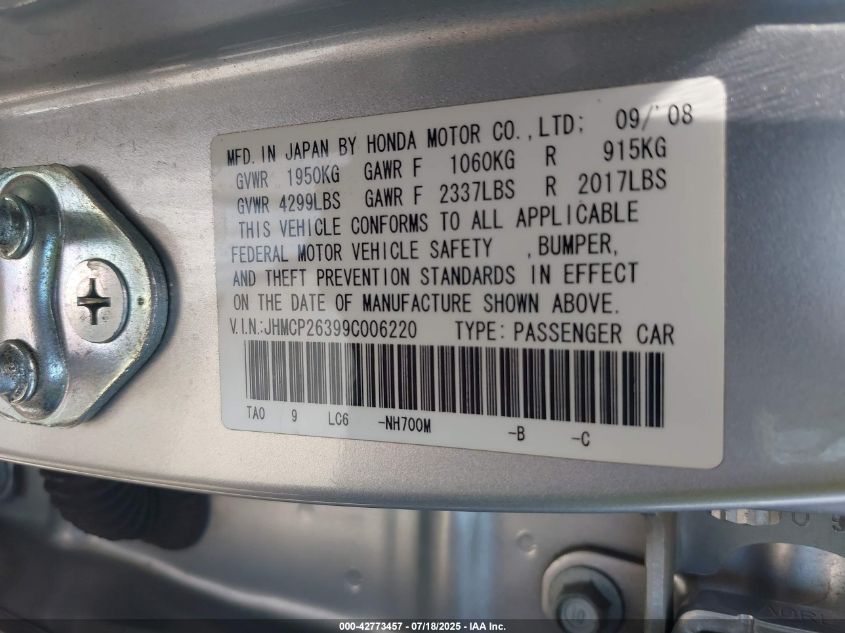 MFD. IN JAPAN BY HONDA MOTOR CO., LTD; 09/'08
GVWR 1950KG GAWR F 1060KG R 915KG
GVWR 4299LBS GAWR F 2337LBS R 2017LBS
THIS VEHICLE CONFORMS TO ALL APPLICABLE
FEDERAL MOTOR VEHICLE SAFETY , BUMPER,
AND THEFT PREVENTION STANDARDS IN EFFECT
ON THE DATE OF MANUFACTURE SHOWN ABOVE.
V.I.N.:JHMCP26399C006220 TYPE: PASSENGER CAR
TA0 9 LC6 -NH700M -B -C
000-42773457 - 07/18/2025 - IAA Inc.